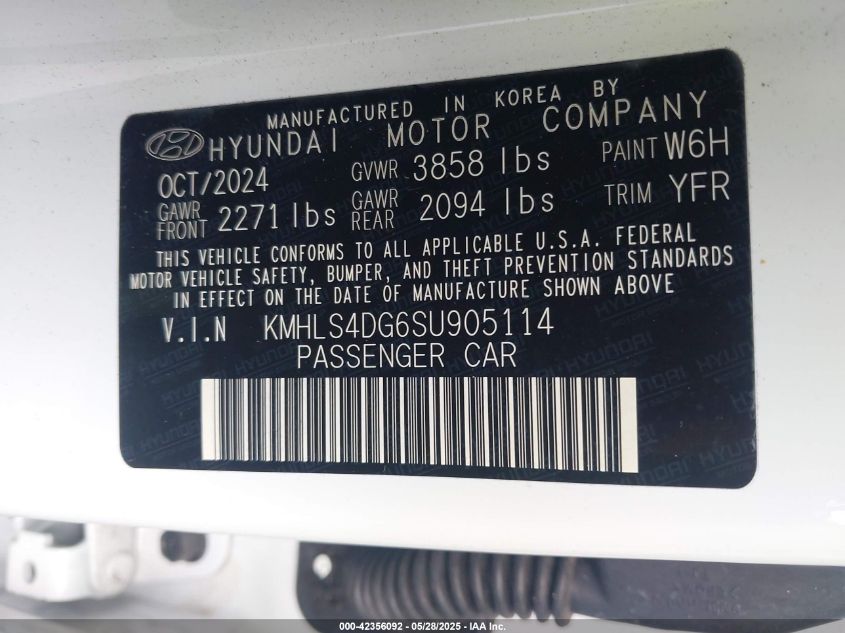 MANUFACTURED IN KOREA BY
HYUNDAI MOTOR COMPANY
OCT/2024 GVWR 3858 lbs PAINT W6H
GAWR FRONT 2271 lbs GAWR REAR 2094 lbs TRIM YFR
THIS VEHICLE CONFORMS TO ALL APPLICABLE U.S.A. FEDERAL
MOTOR VEHICLE SAFETY, BUMPER, AND THEFT PREVENTION STANDARDS
IN EFFECT ON THE DATE OF MANUFACTURE SHOWN ABOVE
V.I.N KMHLS4DG6SU905114
PASSENGER CAR
000-42356092 — 05/28/2025 — IAA Inc.